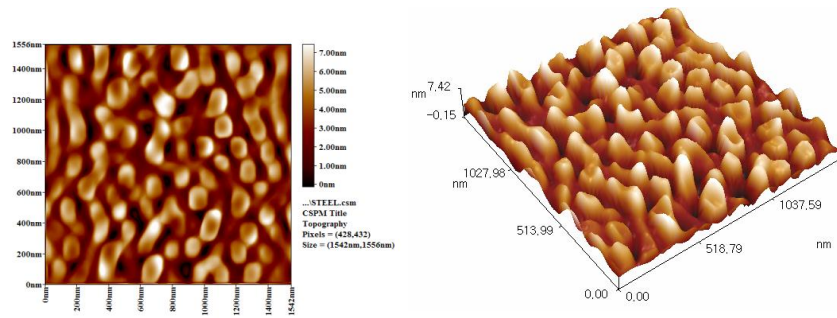 1556nm
1400nm
1200nm
1000nm
800nm
600nm
400nm
200nm
0nm
0nm
200nm
400nm
600nm
800nm
1000nm
1200nm
1400nm
1542nm
7.00nm
6.00nm
5.00nm
4.00nm
3.00nm
2.00nm
1.00nm
0nm
...\STEEL.csm
CSPM Title
Topography
Pixels = (428,432)
Size = (1542nm,1556nm)
nm
7,42
-0,15
1027,98
nm
513,99
0,00
0,00
518,79
1037,59
nm